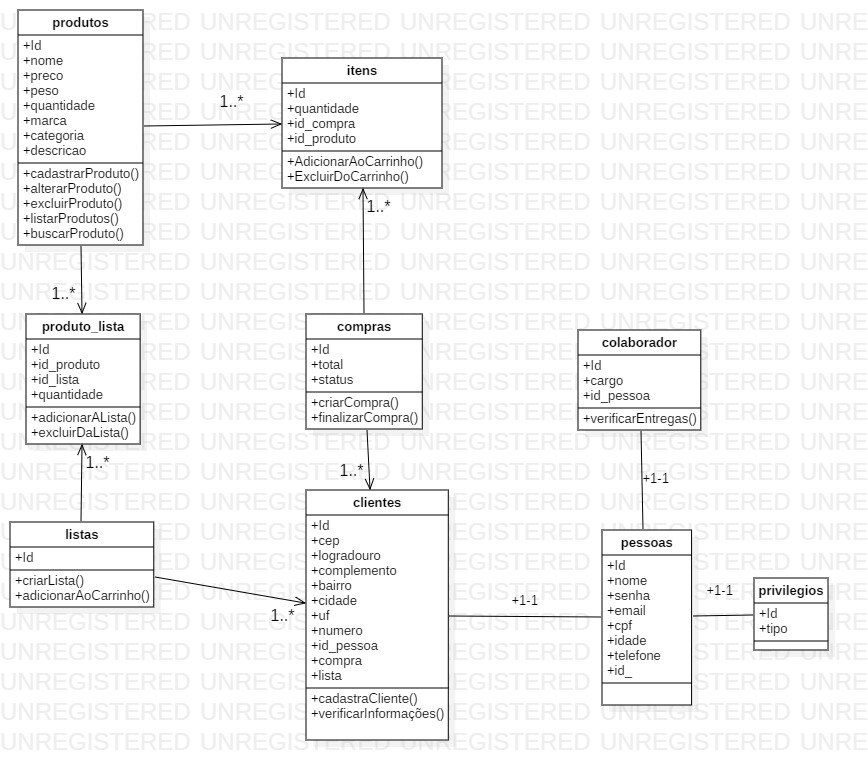 produtos
+Id
+nome
+preco
+peso
+quantidade
+marca
+categoria
+descricao
+cadastrarProduto()
+alterarProduto()
+excluirProduto()
+listarProdutos()
+buscarProduto()
1..*
itens
+Id
+quantidade
+id_compra
+id_produto
+AdicionarAoCarrinho()
+ExcluirDoCarrinho()
1..*
1..*
produto_lista
+Id
+id_produto
+id_lista
+quantidade
+adicionarALista()
+excluirDaLista()
1..*
compras
+Id
+total
+status
+criarCompra()
+finalizarCompra()
1..*
colaborador
+Id
+cargo
+id_pessoa
+verificarEntregas()
+1-1
listas
+Id
+criarLista()
+adicionarAoCarrinho()
1..*
clientes
+Id
+cep
+logradouro
+complemento
+bairro
+cidade
+uf
+numero
+id_pessoa
+compra
+lista
+cadastraCliente()
+verificarInformações()
+1-1
pessoas
+Id
+nome
+senha
+email
+cpf
+idade
+telefone
+id_
+1-1
privilegios
+Id
+tipo
UNREGISTERED